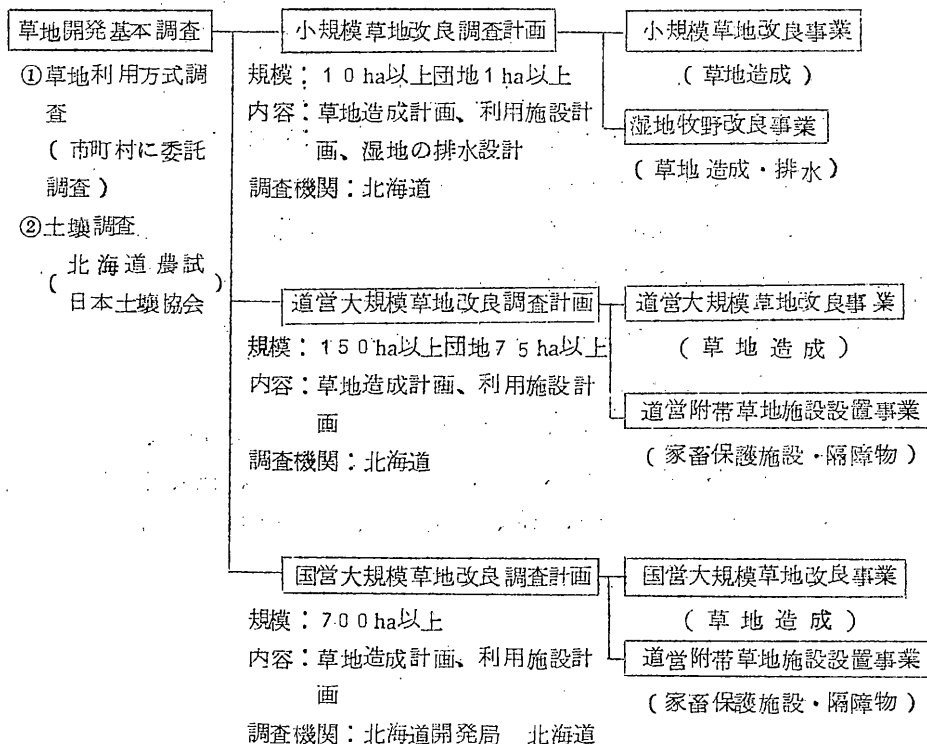 草地開発基本調査
①草地利用方式調
査
(市町村に委託
調査)
②土壌調査
(北海道農試
日本土壌協会)
小規模草地改良調査計画
規模:10ha以上団地1ha以上
内容:草地造成計画、利用施設計
画、湿地の排水設計
調査機関:北海道
小規模草地改良事業
(草地造成)
湿地牧野改良事業
(草地造成・排水)
道営大規模草地改良調査計画
規模:150ha以上団地75ha以上
内容:草地造成計画、利用施設計
画
調査機関:北海道
道営大規模草地改良事業
(草地造成)
道営附帯草地施設設置事業
(家畜保護施設・隔障物)
国営大規模草地改良調査計画
規模:700ha以上
内容:草地造成計画、利用施設計
画
調査機関:北海道開発局 北海道
国営大規模草地改良事業
(草地造成)
道営附帯草地施設設置事業
(家畜保護施設・隔障物)